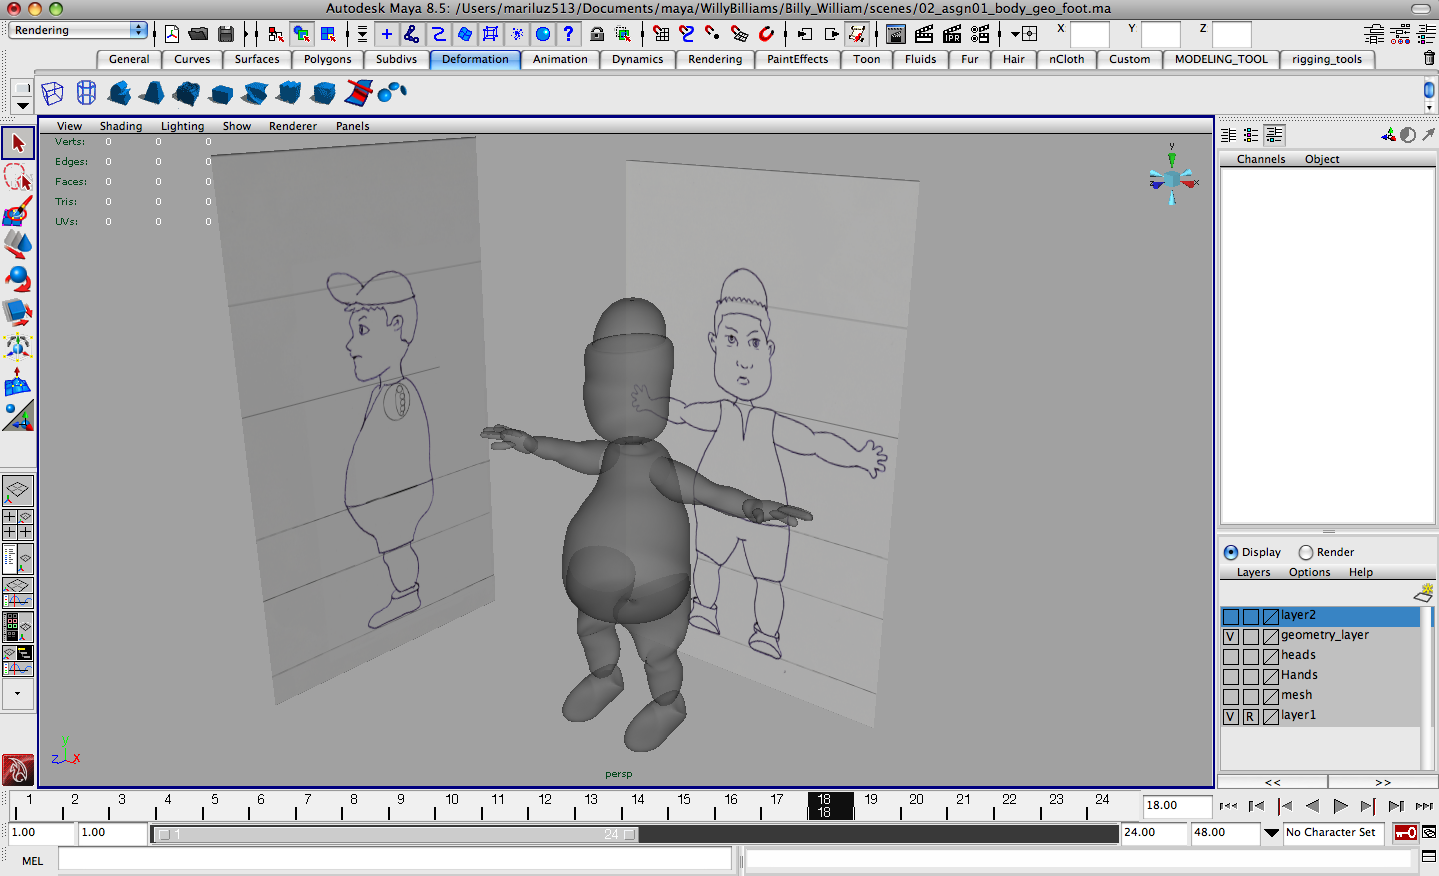 Autodesk Maya 8.5: /Users/mariluz513/Documents/maya/WillyBilliams/Billy_William/scenes/02_asgn01_body_geo_foot.ma
Rendering X Y Z
General Curves Surfaces Polygons Subdivs Deformation Animation Dynamics Rendering PaintEffects Toon Fluids Fur Hair nCloth Custom MODELING_TOOL rigging_tools
View Shading Lighting Show Renderer Panels
Verts: 0 0 0
Edges: 0 0 0
Faces: 0 0 0
Tris: 0 0 0
UVs: 0 0 0
y
z x
Channels Object
Display Render
Layers Options Help
layer2
V geometry_layer
heads
Hands
mesh
V R layer1
<< >>
y
z x
persp
1 2 3 4 5 6 7 8 9 10 11 12 13 14 15 16 17 18 19 20 21 22 23 24
18
18.00
1.00 1.00 1 24 24.00 48.00 No Character Set
MEL